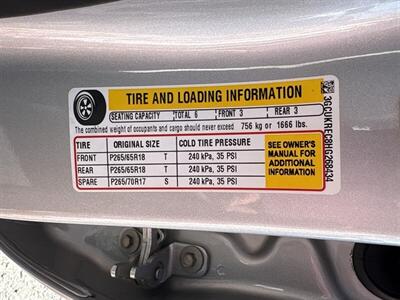 TIRE AND LOADING INFORMATION
SEATING CAPACITY TOTAL 6 FRONT 3 REAR 3
The combined weight of occupants and cargo should never exceed 756 kg or 1666 lbs.
TIRE ORIGINAL SIZE COLD TIRE PRESSURE
FRONT P265/65R18 T 240 kPa, 35 PSI
REAR P265/65R18 T 240 kPa, 35 PSI
SPARE P265/70R17 S 240 kPa, 35 PSI
SEE OWNER'S
MANUAL FOR
ADDITIONAL
INFORMATION
3GCUKREC8HG268434